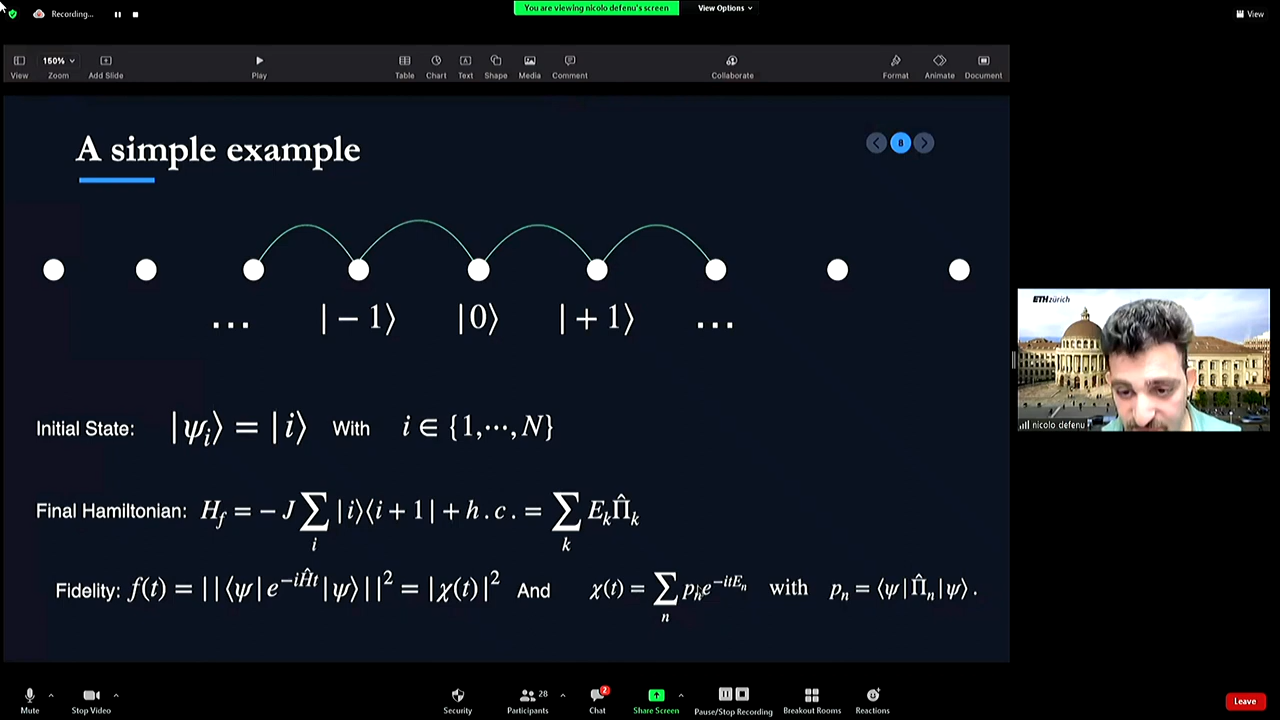 Recording...
You are viewing nicolo defenu's screen
View Options
View
View
150%
Zoom
Add Slide
Play
Table
Chart
Text
Shape
Media
Comment
Collaborate
Format
Animate
Document
A simple example
8
... |−1⟩ |0⟩ |+1⟩ ...
Initial State: |ψᵢ⟩ = |i⟩ With i ∈ {1,⋯,N}
Final Hamiltonian: H_f = −J ∑_i |i⟩⟨i+1| + h.c. = ∑_k E_k Π̂_k
Fidelity: f(t) = ||⟨ψ|e^{−iĤt}|ψ⟩||² = |χ(t)|² And χ(t) = ∑_n p_n e^{−itE_n} with p_n = ⟨ψ|Π̂_n|ψ⟩.
ETH zürich
nicolo defenu
Mute
Stop Video
Security
Participants
28
Chat
2
Share Screen
Pause/Stop Recording
Breakout Rooms
Reactions
Leave